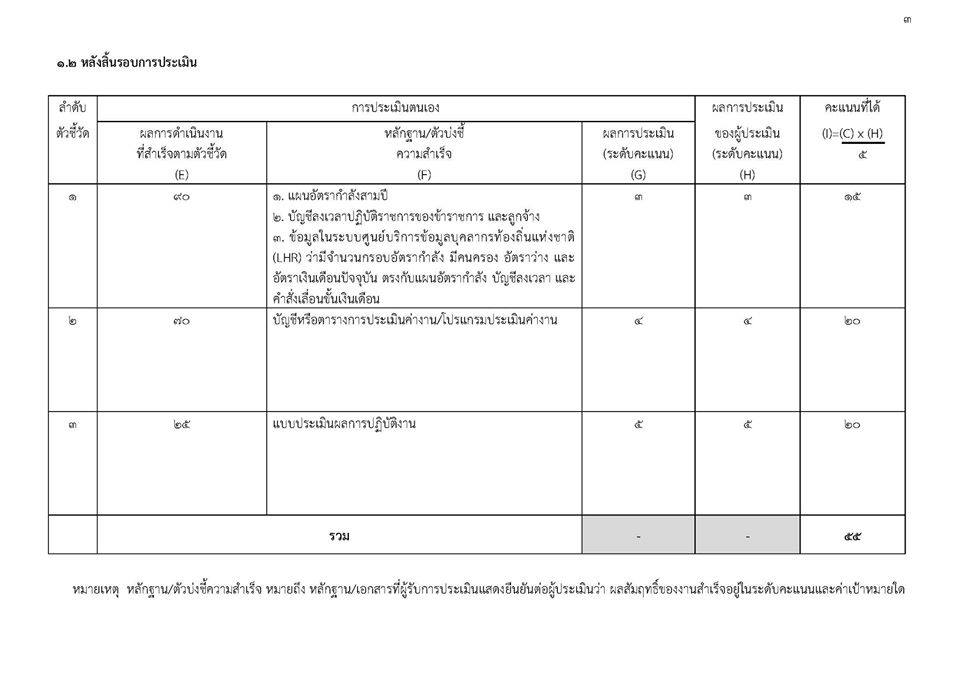 ๓
๑.๒ หลังสิ้นรอบการประเมิน
ลำดับ
ตัวชี้วัด
การประเมินตนเอง
ผลการประเมิน
ของผู้ประเมิน
(ระดับคะแนน)
(H)
คะแนนที่ได้
(I)=(C) x (H)
๕
ผลการดำเนินงาน
ที่สำเร็จตามตัวชี้วัด
(E)
หลักฐาน/ตัวบ่งชี้
ความสำเร็จ
(F)
ผลการประเมิน
(ระดับคะแนน)
(G)
๑
๙๐
๑. แผนอัตรากำลังสามปี
๒. บัญชีลงเวลาปฏิบัติราชการของข้าราชการ และลูกจ้าง
๓. ข้อมูลในระบบศูนย์บริการข้อมูลบุคลากรท้องถิ่นแห่งชาติ
(LHR) ว่ามีจำนวนกรอบอัตรากำลัง มีคนครอง อัตราว่าง และ
อัตราเงินเดือนปัจจุบัน ตรงกับแผนอัตรากำลัง บัญชีลงเวลา และ
คำสั่งเลื่อนขั้นเงินเดือน
๓
๓
๑๕
๒
๗๐
บัญชีหรือตารางการประเมินค่างาน/โปรแกรมประเมินค่างาน
๔
๔
๒๐
๓
๒๕
แบบประเมินผลการปฏิบัติงาน
๕
๕
๒๐
รวม
-
-
๕๕
หมายเหตุ หลักฐาน/ตัวบ่งชี้ความสำเร็จ หมายถึง หลักฐาน/เอกสารที่ผู้รับการประเมินแสดงยืนยันต่อผู้ประเมินว่า ผลสัมฤทธิ์ของงานสำเร็จอยู่ในระดับคะแนนและค่าเป้าหมายใด